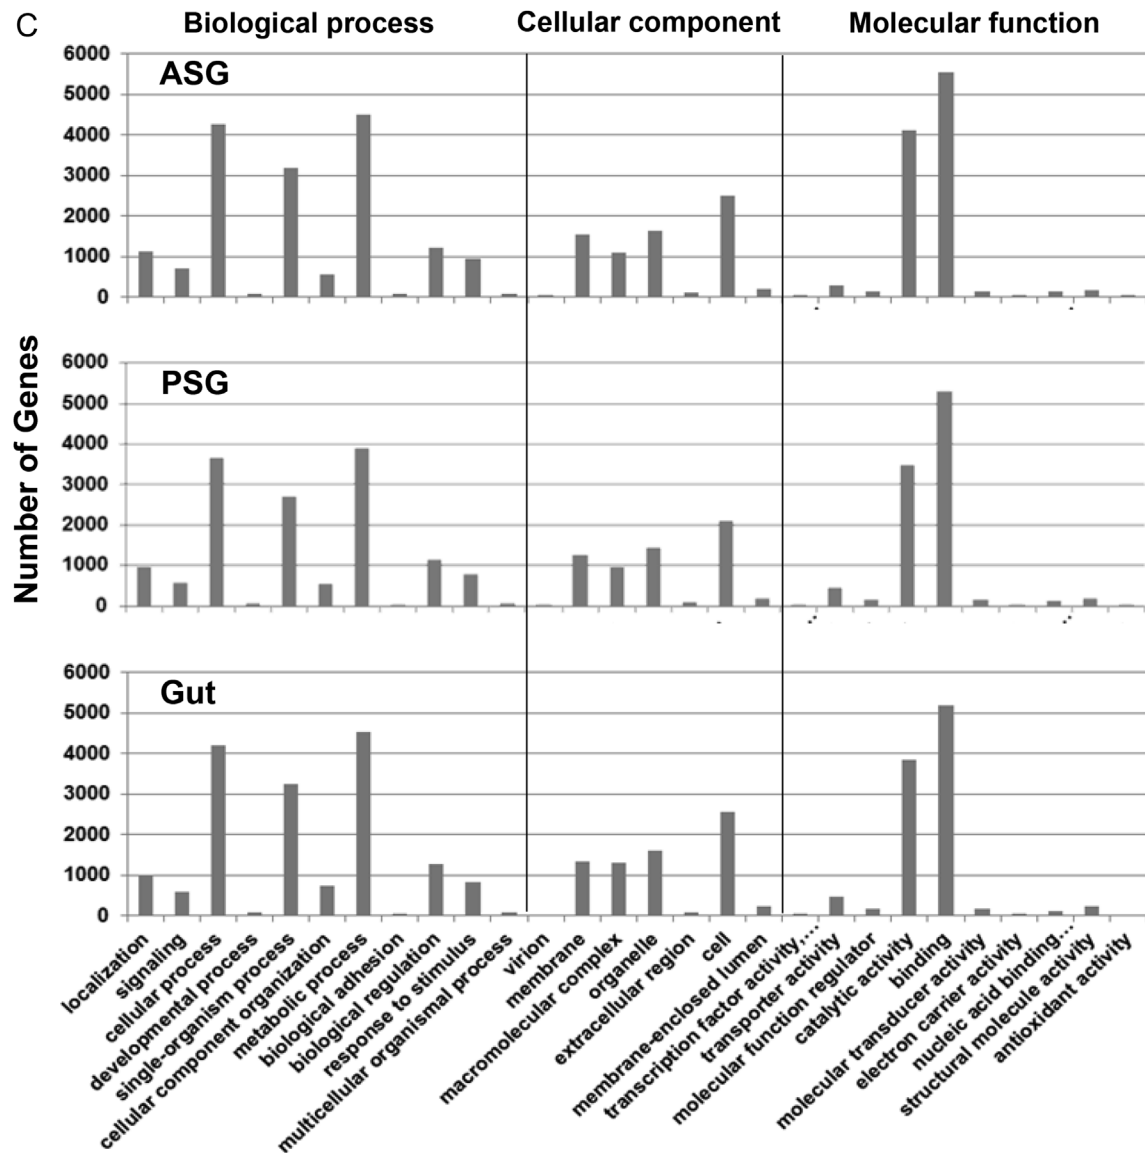 C
Biological process
Cellular component
Molecular function
Number of Genes
ASG
6000
5000
4000
3000
2000
1000
0
PSG
6000
5000
4000
3000
2000
1000
0
Gut
6000
5000
4000
3000
2000
1000
0
localization
signaling
cellular process
developmental process
single-organism process
cellular component organization
metabolic process
biological adhesion
biological regulation
response to stimulus
multicellular organismal process
virion
membrane
macromolecular complex
organelle
extracellular region
cell
membrane-enclosed lumen
transcription factor activity,...
transporter activity
molecular function regulator
catalytic activity
binding
molecular transducer activity
electron carrier activity
nucleic acid binding...
structural molecule activity
antioxidant activity